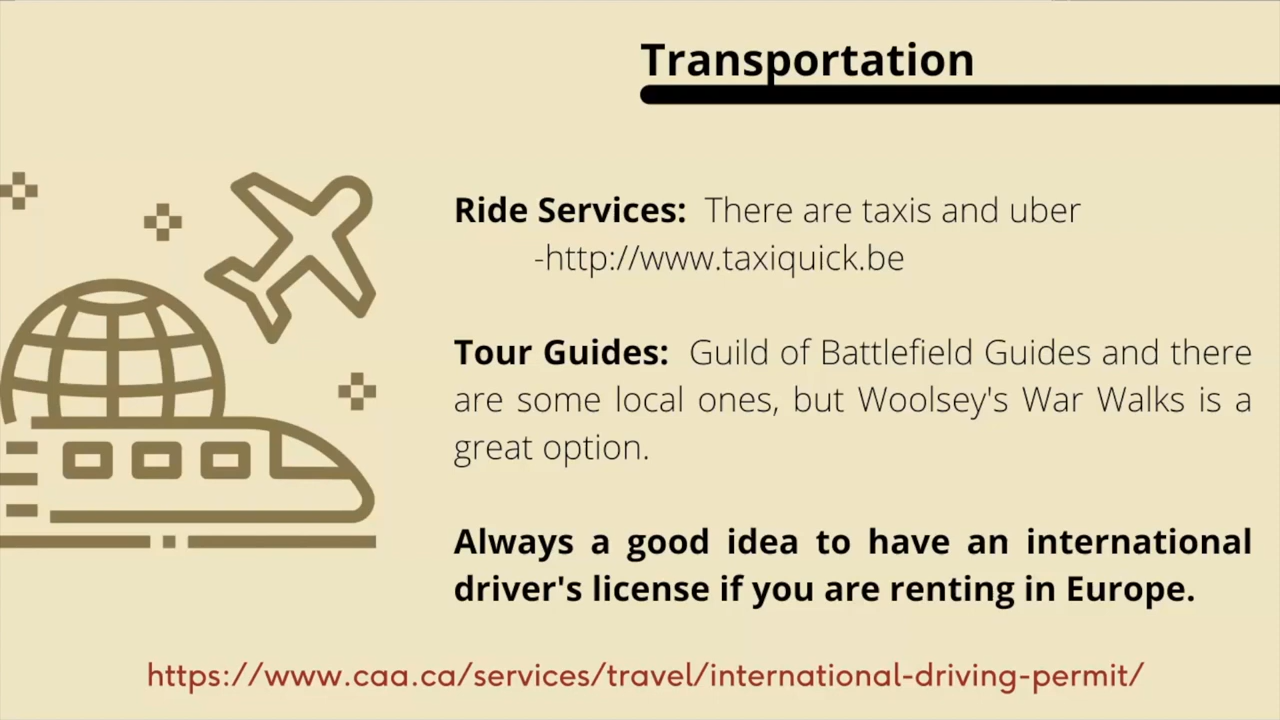 Transportation
Ride Services: There are taxis and uber
-http://www.taxiquick.be
Tour Guides: Guild of Battlefield Guides and there
are some local ones, but Woolsey's War Walks is a
great option.
Always a good idea to have an international
driver's license if you are renting in Europe.
https://www.caa.ca/services/travel/international-driving-permit/